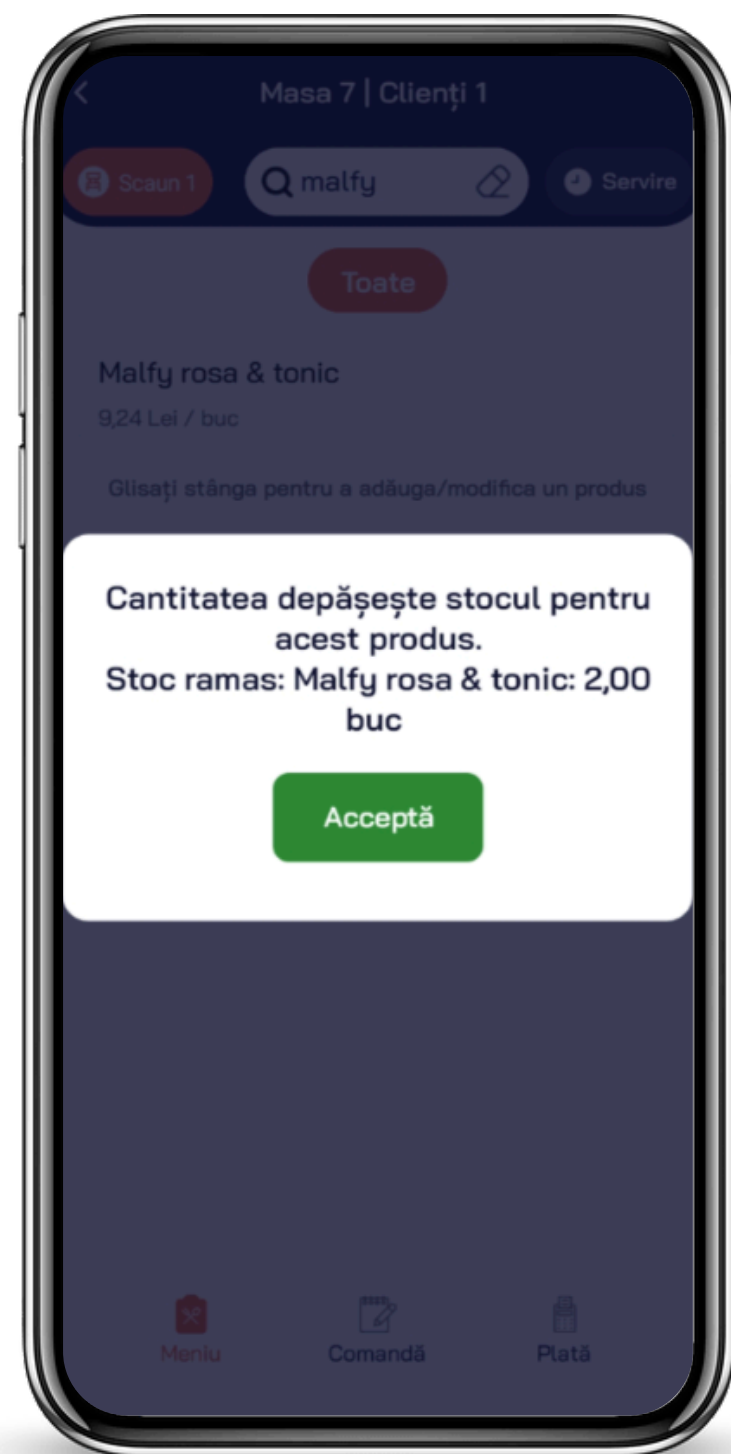 Masa 7 | Clienți 1
Scaun 1
malfy
Servire
Toate
Malfy rosa & tonic
9,24 Lei / buc
Glisați stânga pentru a adăuga/modifica un produs
Cantitatea depășește stocul pentru
acest produs.
Stoc ramas: Malfy rosa & tonic: 2,00
buc
Acceptă
Meniu
Comandă
Plată